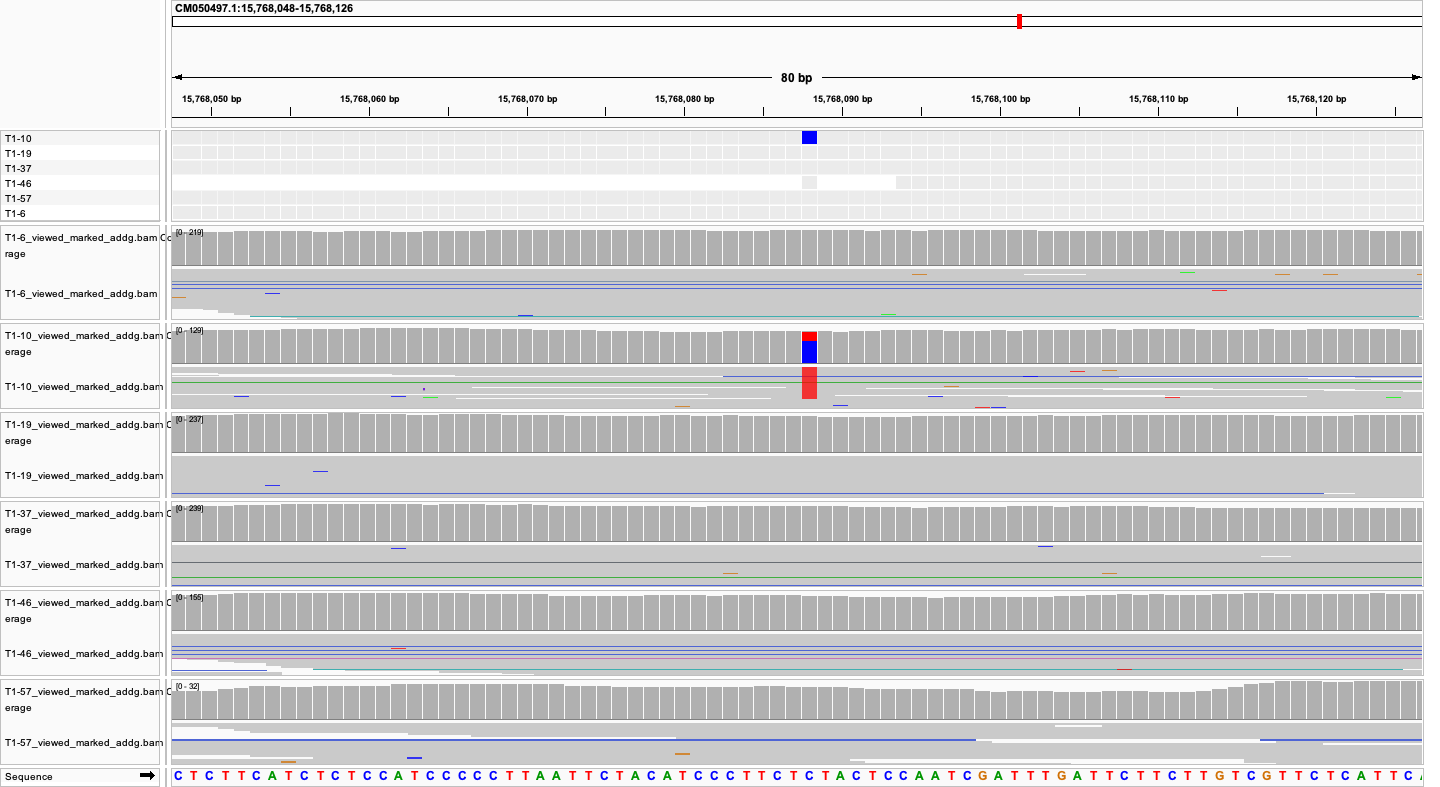 CM050497.1:15,768,048-15,768,126
80 bp
15,768,050 bp 15,768,060 bp 15,768,070 bp 15,768,080 bp 15,768,090 bp 15,768,100 bp 15,768,110 bp 15,768,120 bp
T1-10
T1-19
T1-37
T1-46
T1-57
T1-6
T1-6_viewed_marked_addg.bam Co
rage
[0 - 219]
T1-6_viewed_marked_addg.bam
T1-10_viewed_marked_addg.bam C
erage
[0 - 129]
T1-10_viewed_marked_addg.bam
T1-19_viewed_marked_addg.bam C
erage
[0 - 237]
T1-19_viewed_marked_addg.bam
T1-37_viewed_marked_addg.bam C
erage
[0 - 239]
T1-37_viewed_marked_addg.bam
T1-46_viewed_marked_addg.bam C
erage
[0 - 155]
T1-46_viewed_marked_addg.bam
T1-57_viewed_marked_addg.bam C
erage
[0 - 32]
T1-57_viewed_marked_addg.bam
Sequence C T C T T C A T C T C T C C A T C C C C C T T A A T T C T A C A T C C C T T C T C T A C T C C A A T C G A T T T G A T T C T T C T T G T C G T T C T C A T T C A